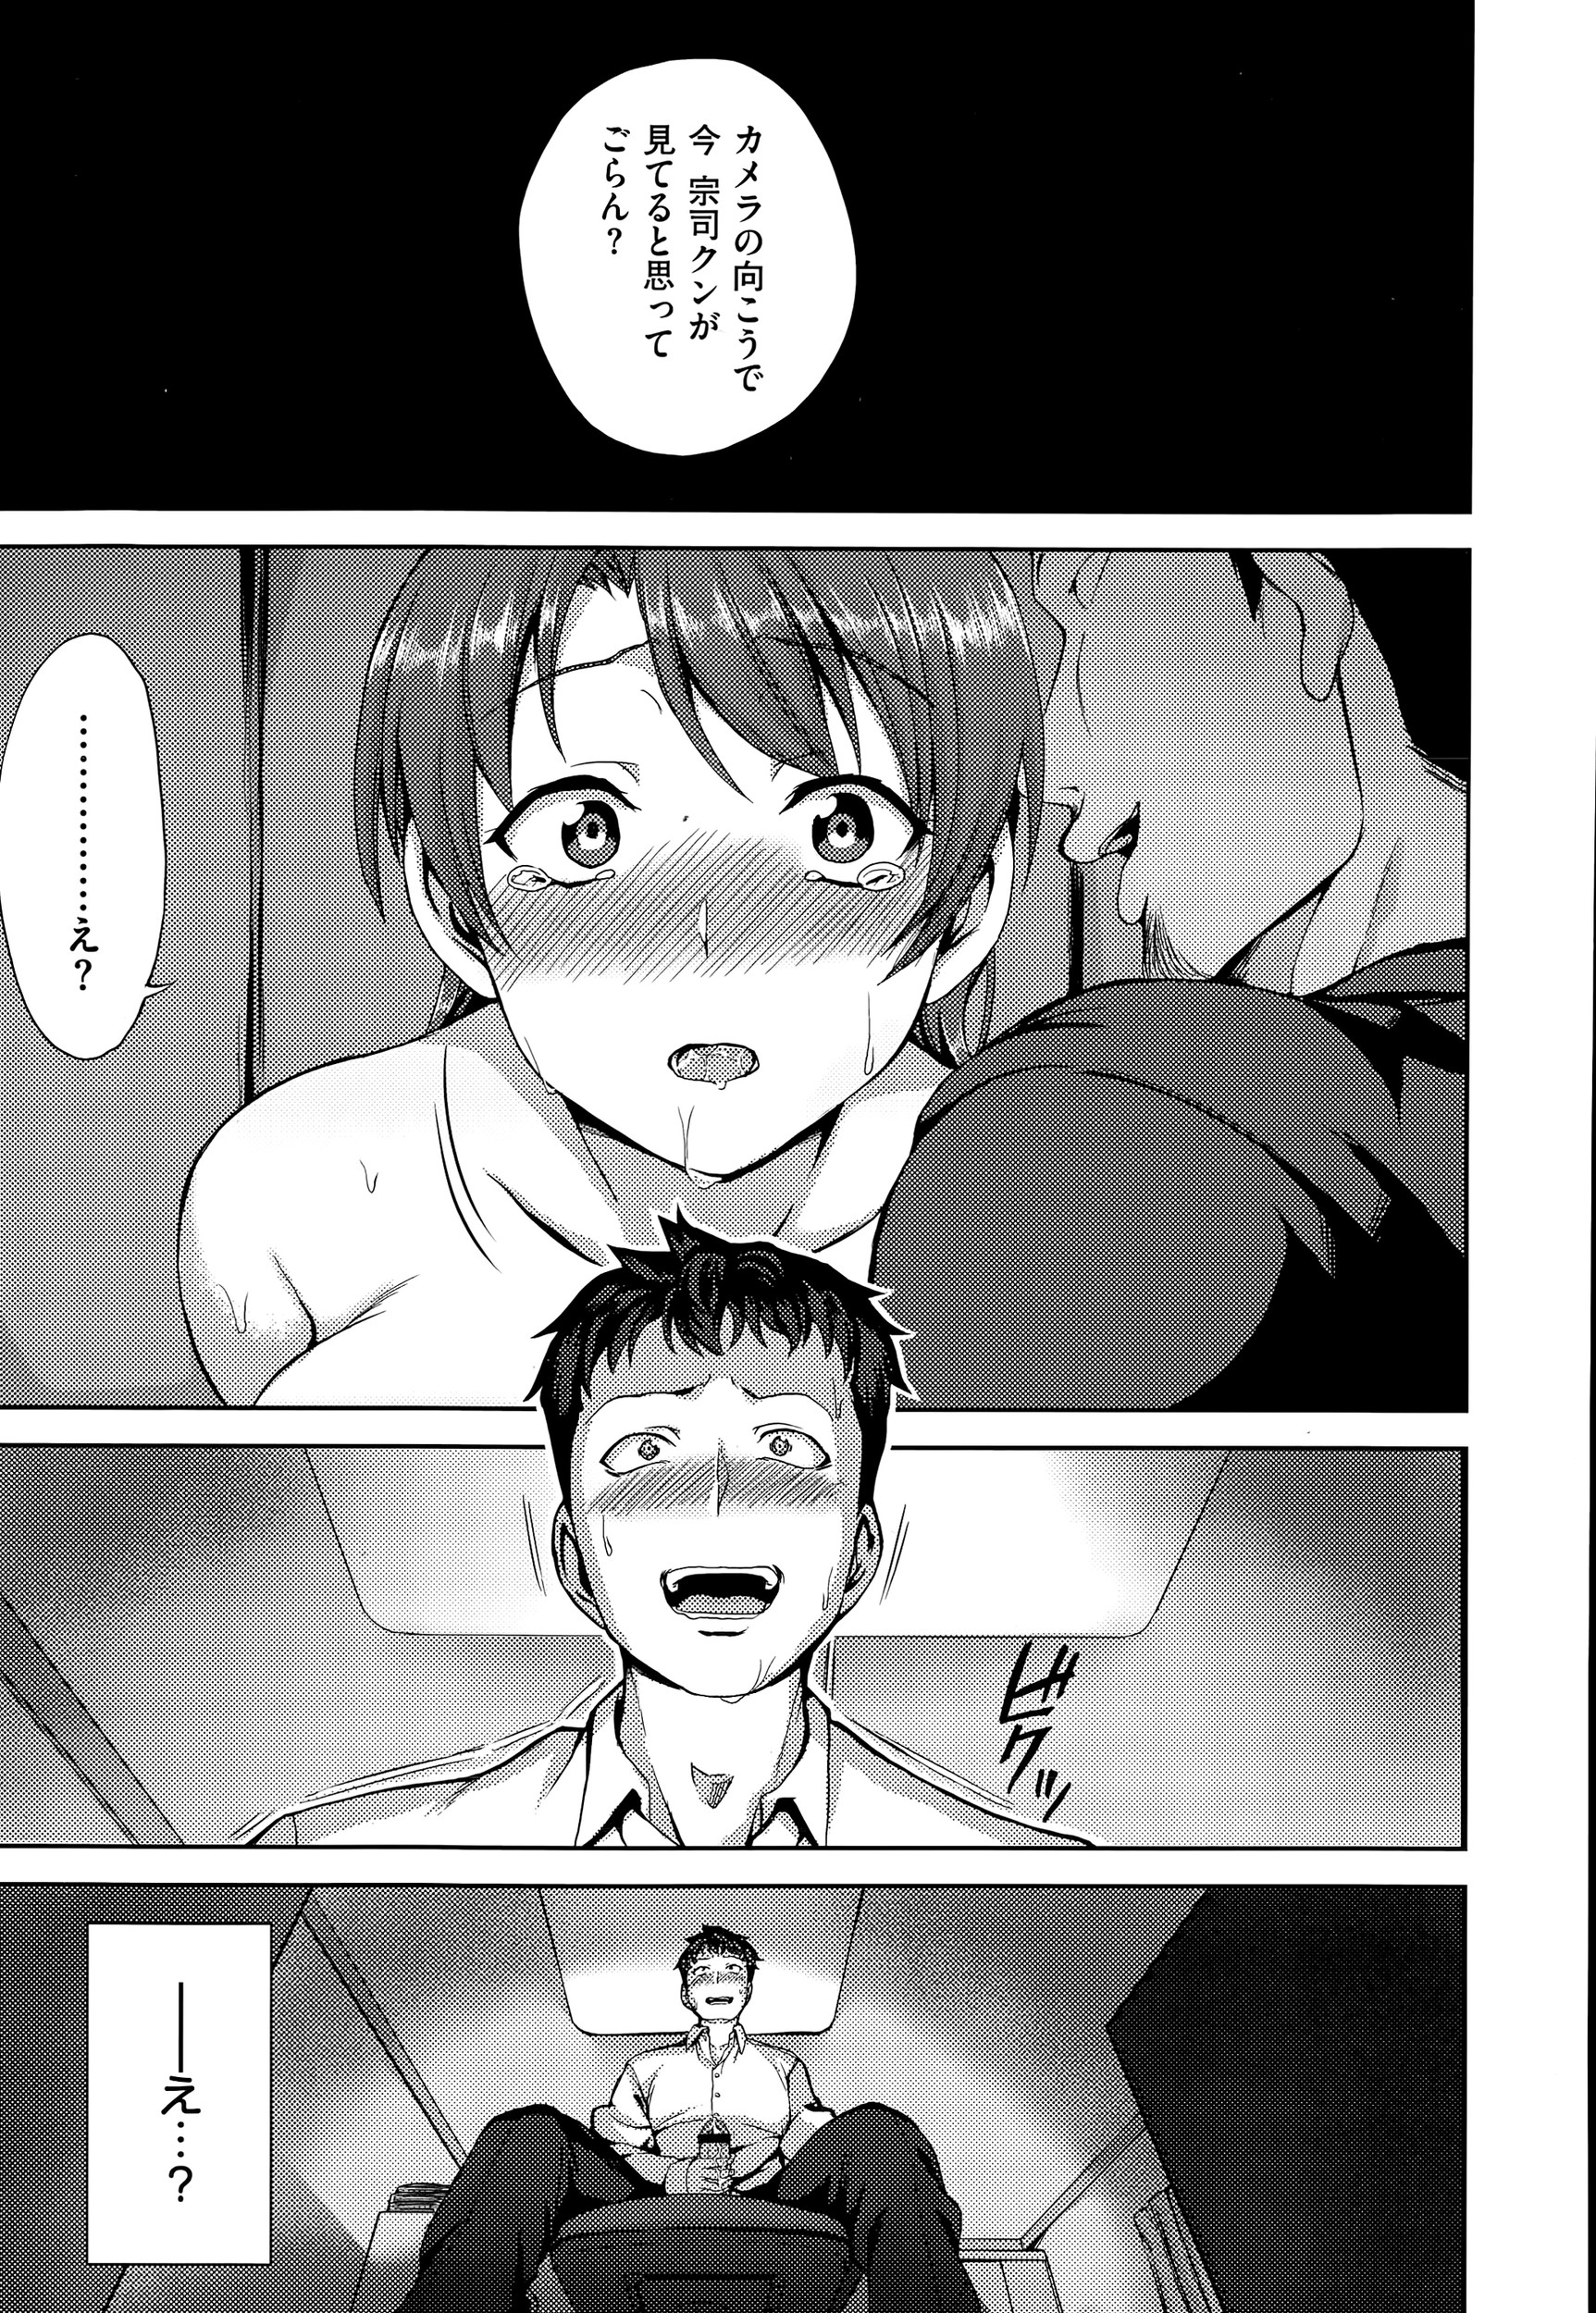 カメラの向こうで
今 宗司クンが
見てると思って
ごらん?
……………え?
ビクッ
――え…?